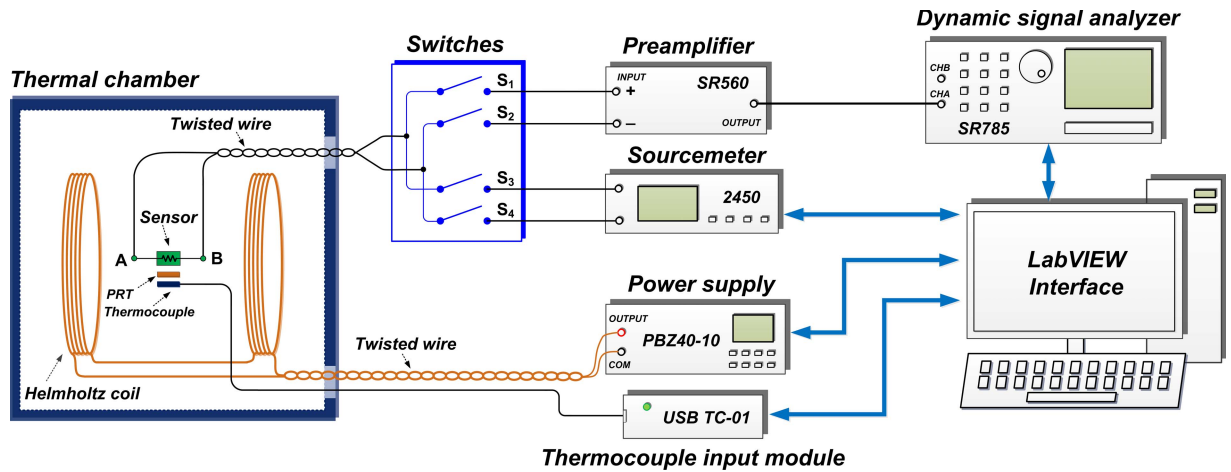 Dynamic signal analyzer
Switches
Preamplifier
Thermal chamber
S1
INPUT
+
SR560
CHB
CHA
Twisted wire
S2
–
OUTPUT
SR785
Sourcemeter
S3
2450
Sensor
S4
A
B
LabVIEW
Interface
PRT
Thermocouple
Power supply
OUTPUT
PBZ40-10
Twisted wire
COM
Helmholtz coil
USB TC-01
Thermocouple input module